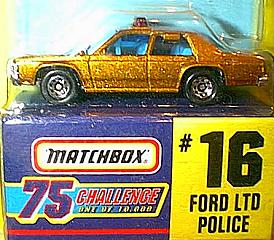 MATCHBOX
75 CHALLENGE
ONE OF 10,000
#16
FORD LTD
POLICE